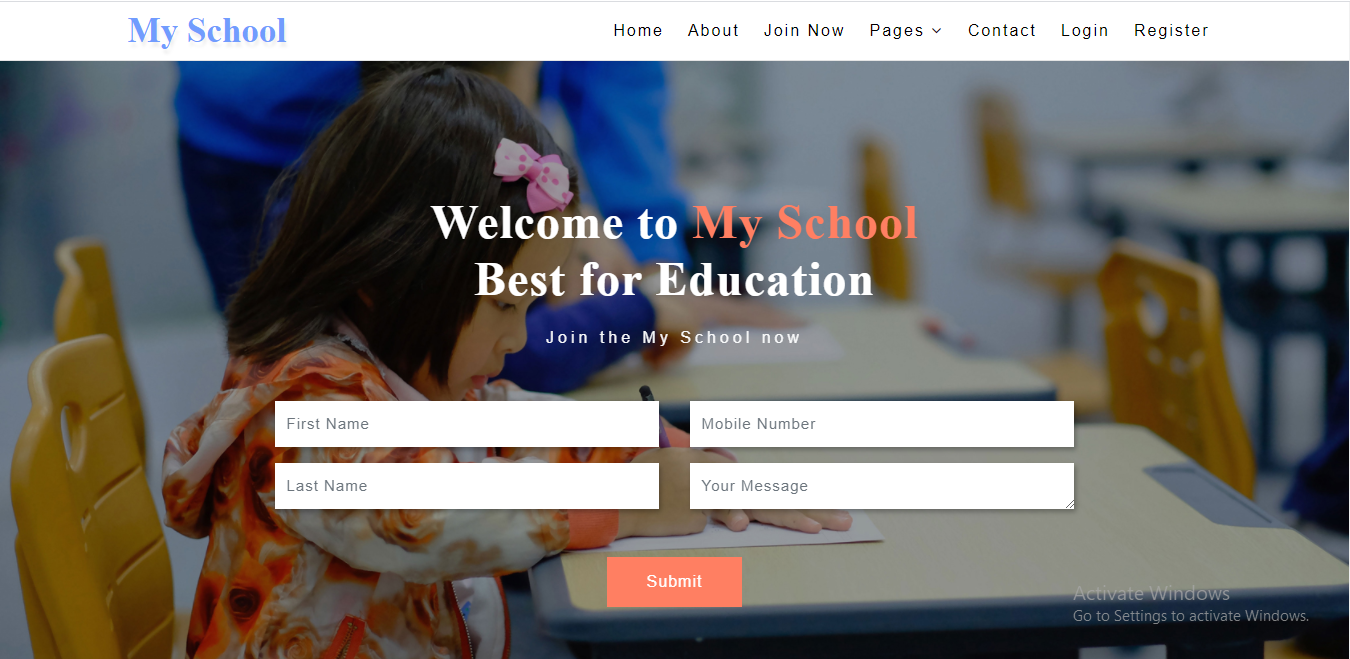 My School
Home About Join Now Pages Contact Login Register
Welcome to My School
Best for Education
Join the My School now
First Name Mobile Number
Last Name Your Message
Submit
Activate Windows
Go to Settings to activate Windows.